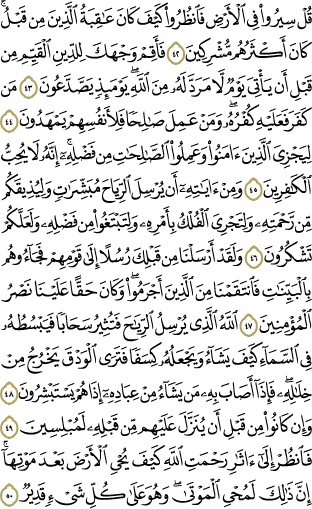 قُلْ سِيرُوا۟ فِى ٱلْأَرْضِ فَٱنظُرُوا۟ كَيْفَ كَانَ عَٰقِبَةُ ٱلَّذِينَ مِن قَبْلُ ۚ
كَانَ أَكْثَرُهُم مُّشْرِكِينَ ٤٢ فَأَقِمْ وَجْهَكَ لِلدِّينِ ٱلْقَيِّمِ مِن
قَبْلِ أَن يَأْتِىَ يَوْمٌ لَّا مَرَدَّ لَهُۥ مِنَ ٱللَّهِ ۖ يَوْمَئِذٍ يَصَّدَّعُونَ ٤٣ مَن
كَفَرَ فَعَلَيْهِ كُفْرُهُۥ ۖ وَمَنْ عَمِلَ صَٰلِحًا فَلِأَنفُسِهِمْ يَمْهَدُونَ ٤٤
لِيَجْزِىَ ٱلَّذِينَ ءَامَنُوا۟ وَعَمِلُوا۟ ٱلصَّٰلِحَٰتِ مِن فَضْلِهِۦٓ ۚ إِنَّهُۥ لَا يُحِبُّ
ٱلْكَٰفِرِينَ ٤٥ وَمِنْ ءَايَٰتِهِۦٓ أَن يُرْسِلَ ٱلرِّيَاحَ مُبَشِّرَٰتٍ وَلِيُذِيقَكُم
مِّن رَّحْمَتِهِۦ وَلِتَجْرِىَ ٱلْفُلْكُ بِأَمْرِهِۦ وَلِتَبْتَغُوا۟ مِن فَضْلِهِۦ وَلَعَلَّكُمْ
تَشْكُرُونَ ٤٦ وَلَقَدْ أَرْسَلْنَا مِن قَبْلِكَ رُسُلًا إِلَىٰ قَوْمِهِمْ فَجَآءُوهُم
بِٱلْبَيِّنَٰتِ فَٱنتَقَمْنَا مِنَ ٱلَّذِينَ أَجْرَمُوا۟ ۖ وَكَانَ حَقًّا عَلَيْنَا نَصْرُ
ٱلْمُؤْمِنِينَ ٤٧ ٱللَّهُ ٱلَّذِى يُرْسِلُ ٱلرِّيَٰحَ فَتُثِيرُ سَحَابًا فَيَبْسُطُهُۥ
فِى ٱلسَّمَآءِ كَيْفَ يَشَآءُ وَيَجْعَلُهُۥ كِسَفًا فَتَرَى ٱلْوَدْقَ يَخْرُجُ مِنْ
خِلَٰلِهِۦ ۖ فَإِذَآ أَصَابَ بِهِۦ مَن يَشَآءُ مِنْ عِبَادِهِۦٓ إِذَا هُمْ يَسْتَبْشِرُونَ ٤٨
وَإِن كَانُوا۟ مِن قَبْلِ أَن يُنَزَّلَ عَلَيْهِم مِّن قَبْلِهِۦ لَمُبْلِسِينَ ٤٩
فَٱنظُرْ إِلَىٰٓ ءَاثَٰرِ رَحْمَتِ ٱللَّهِ كَيْفَ يُحْىِ ٱلْأَرْضَ بَعْدَ مَوْتِهَآ ۚ
إِنَّ ذَٰلِكَ لَمُحْىِ ٱلْمَوْتَىٰ ۖ وَهُوَ عَلَىٰ كُلِّ شَىْءٍ قَدِيرٌ ٥٠